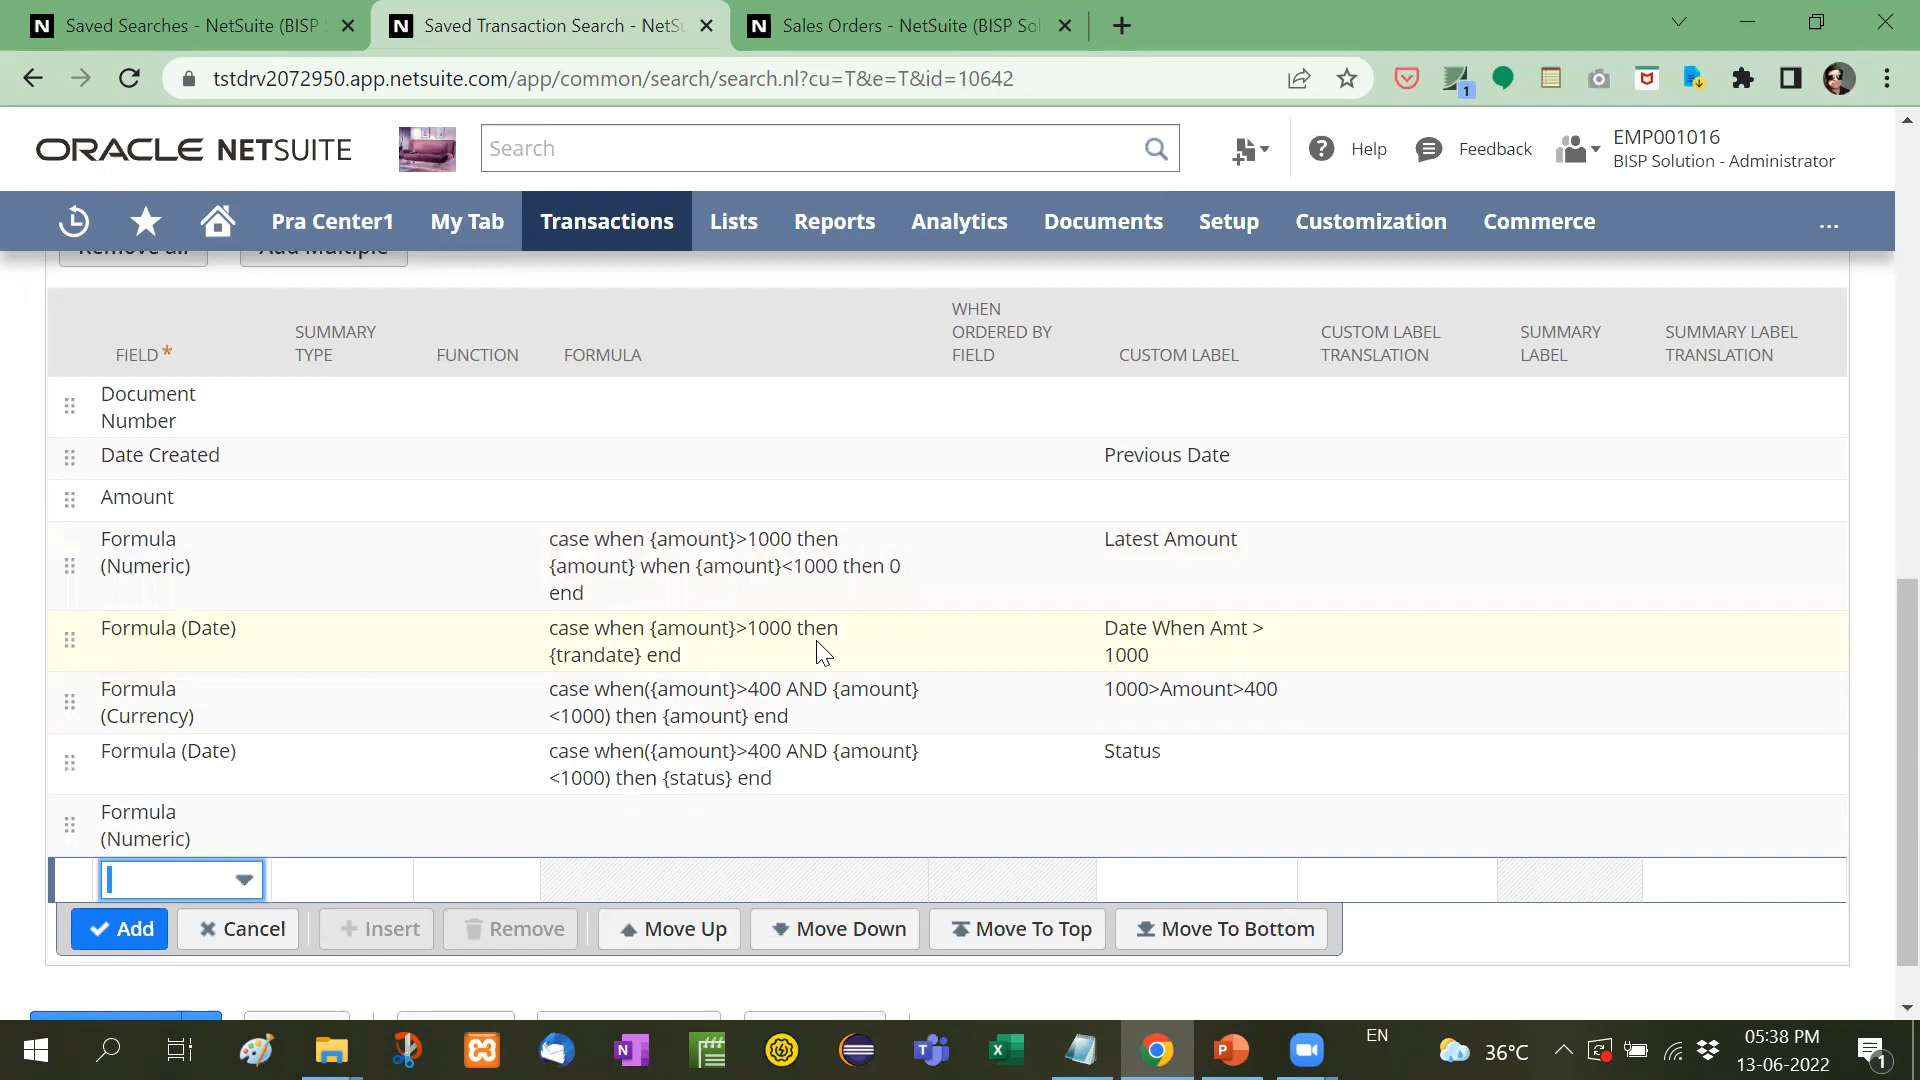 Saved Searches - NetSuite (BISP
Saved Transaction Search - NetSu
Sales Orders - NetSuite (BISP Sol
tstdrv2072950.app.netsuite.com/app/common/search/search.nl?cu=T&e=T&id=10642
1
ORACLE NETSUITE
Search
Help
Feedback
EMP001016
BISP Solution - Administrator
Pra Center1
My Tab
Transactions
Lists
Reports
Analytics
Documents
Setup
Customization
Commerce
...
Remove all
Add Multiple
FIELD *
SUMMARY
TYPE
FUNCTION
FORMULA
WHEN
ORDERED BY
FIELD
CUSTOM LABEL
CUSTOM LABEL
TRANSLATION
SUMMARY
LABEL
SUMMARY LABEL
TRANSLATION
Document
Number
Date Created
Previous Date
Amount
Formula
(Numeric)
case when {amount}>1000 then
{amount} when {amount}<1000 then 0
end
Latest Amount
Formula (Date)
case when {amount}>1000 then
{trandate} end
Date When Amt >
1000
Formula
(Currency)
case when({amount}>400 AND {amount}
<1000) then {amount} end
1000>Amount>400
Formula (Date)
case when({amount}>400 AND {amount}
<1000) then {status} end
Status
Formula
(Numeric)
Add
Cancel
Insert
Remove
Move Up
Move Down
Move To Top
Move To Bottom
EN
36°C
05:38 PM
13-06-2022
1